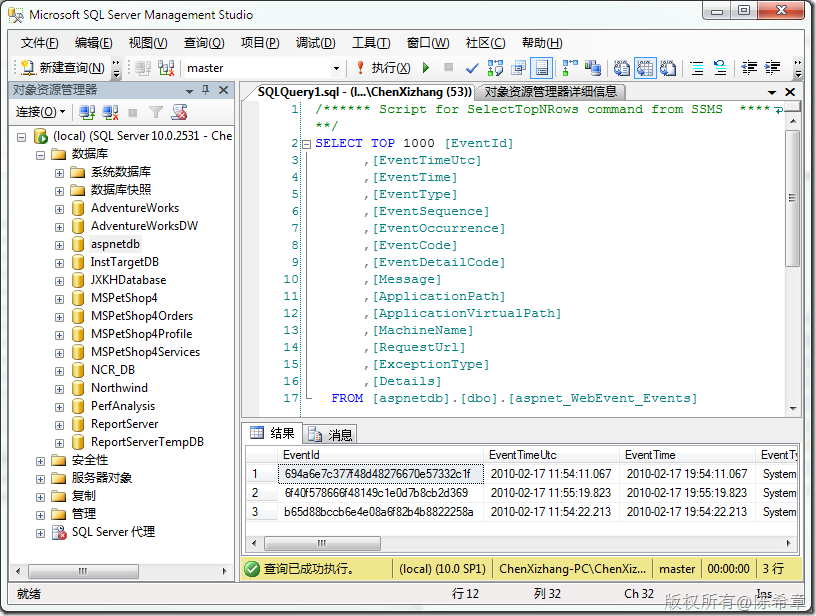 Microsoft SQL Server Management Studio
文件(F) 编辑(E) 视图(V) 查询(Q) 项目(P) 调试(D) 工具(T) 窗口(W) 社区(C) 帮助(H)
新建查询(N) master 执行(X)
对象资源管理器
连接(O)
(local) (SQL Server 10.0.2531 - Che
数据库
系统数据库
数据库快照
AdventureWorks
AdventureWorksDW
aspnetdb
InstTargetDB
JXKHDatabase
MSPetShop4
MSPetShop4Orders
MSPetShop4Profile
MSPetShop4Services
NCR_DB
Northwind
PerfAnalysis
ReportServer
ReportServerTempDB
安全性
服务器对象
复制
管理
SQL Server 代理
SQLQuery1.sql - (l...\ChenXizhang (53)) 对象资源管理器详细信息
1 /****** Script for SelectTopNRows command from SSMS ****
**/
2 SELECT TOP 1000 [EventId]
3 ,[EventTimeUtc]
4 ,[EventTime]
5 ,[EventType]
6 ,[EventSequence]
7 ,[EventOccurrence]
8 ,[EventCode]
9 ,[EventDetailCode]
10 ,[Message]
11 ,[ApplicationPath]
12 ,[ApplicationVirtualPath]
13 ,[MachineName]
14 ,[RequestUrl]
15 ,[ExceptionType]
16 ,[Details]
17 FROM [aspnetdb].[dbo].[aspnet_WebEvent_Events]
结果 消息
EventId EventTimeUtc EventTime EventTy
1 694a6e7c377f48d48276670e57332c1f 2010-02-17 11:54:11.067 2010-02-17 19:54:11.067 System
2 6f40f578666f48149c1e0d7b8cb2d369 2010-02-17 11:55:19.823 2010-02-17 19:55:19.823 System
3 b65d88bccb6e4e08a6f82b4b8822258a 2010-02-17 11:54:22.213 2010-02-17 19:54:22.213 System
查询已成功执行。 (local) (10.0 SP1) ChenXizhang-PC\ChenXiz... master 00:00:00 3 行
就绪 行 12 列 32 Ch 32 Ins
版权所有@陈希章